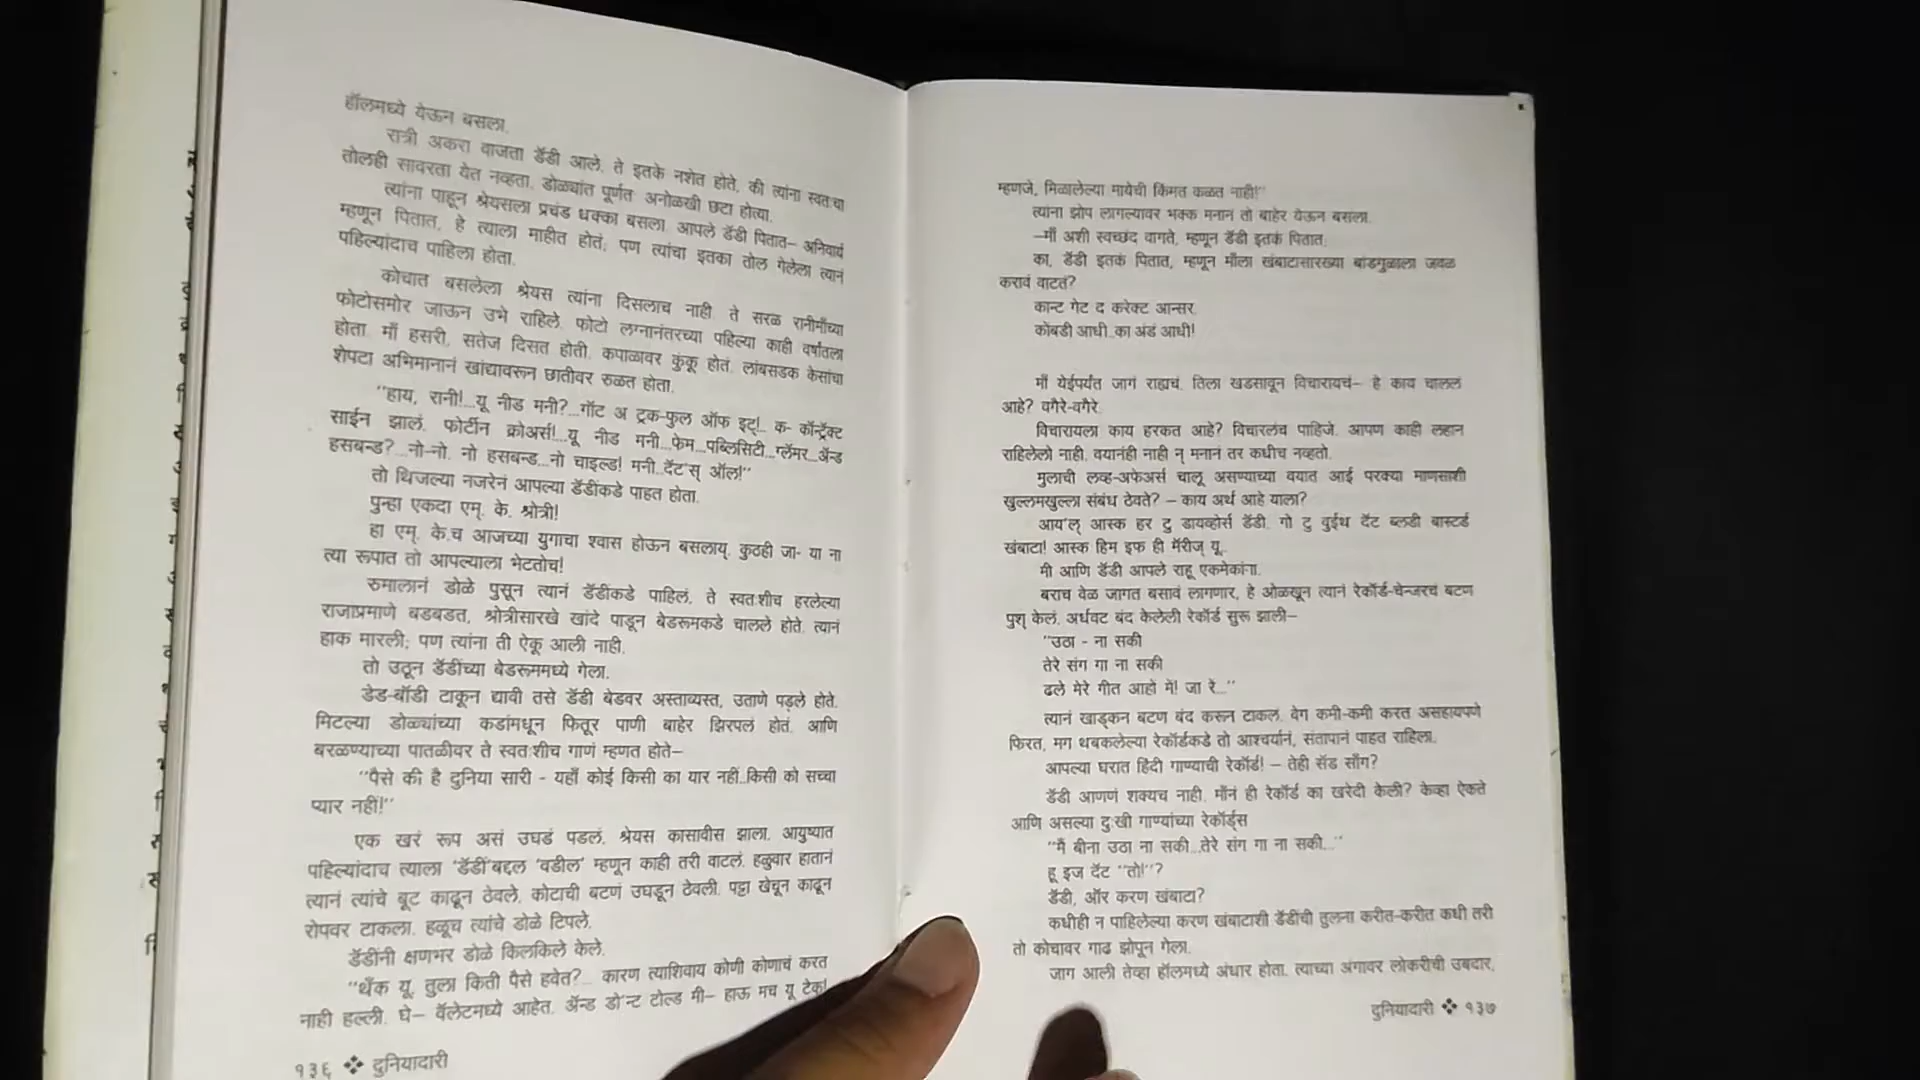 हॉलमध्ये येऊन बसला.
रात्री अकरा वाजता डॅडी आले. ते इतके नशेत होते, की त्यांना स्वतःचा
तोलही सावरता येत नव्हता. डोळ्यांत पूर्णतः अनोळखी छटा होत्या.
त्यांना पाहून श्रेयसला प्रचंड धक्का बसला. आपले डॅडी पितात– अनिवार्य
म्हणून पितात, हे त्याला माहीत होतं; पण त्यांचा इतका तोल गेलेला त्यानं
पहिल्यांदाच पाहिला होता.
कोचात बसलेला श्रेयस त्यांना दिसलाच नाही. ते सरळ रानीमाँच्या
फोटोसमोर जाऊन उभे राहिले. फोटो लग्नानंतरच्या पहिल्या काही वर्षांतला
होता. माँ हसरी, सतेज दिसत होती. कपाळावर कुंकू होतं. लांबसडक केसांचा
शेपटा अभिमानानं खांद्यावरून छातीवर रुळत होता.
“हाय, रानी!...यू नीड मनी?...गॉट अ ट्रक-फुल ऑफ इट्!.. क- कॉन्ट्रॅक्ट
साईन झालं. फोर्टीन क्रोअर्स!...यू नीड मनी...फेम...पब्लिसिटी...ग्लॅमर...ॲन्ड
हसबन्ड?...नो-नो. नो हसबन्ड...नो चाइल्ड! मनी..दॅट्स् ऑल!”
तो थिजल्या नजरेनं आपल्या डॅडींकडे पाहत होता.
पुन्हा एकदा एम्. के. श्रोत्री!
हा एम्. के.च आजच्या युगाचा श्वास होऊन बसलाय्. कुठही जा- या ना
त्या रूपात तो आपल्याला भेटतोच!
रुमालानं डोळे पुसून त्यानं डॅडींकडे पाहिलं. ते स्वतःशीच हरलेल्या
राजाप्रमाणे बडबडत, श्रोत्रीसारखे खांदे पाडून बेडरूमकडे चालले होते. त्यानं
हाक मारली; पण त्यांना ती ऐकू आली नाही.
तो उठून डॅडींच्या बेडरूममध्ये गेला.
डेड-बॉडी टाकून द्यावी तसे डॅडी बेडवर अस्ताव्यस्त, उताणे पड्ले होते.
मिटल्या डोळ्यांच्या कडांमधून फितूर पाणी बाहेर झिरपलं होतं. आणि
बरळण्याच्या पातळीवर ते स्वतःशीच गाणं म्हणत होते–
“पैसे की है दुनिया सारी - यहाँ कोई किसी का यार नहीं..किसी को सच्चा
प्यार नहीं!”
एक खरं रूप असं उघडं पडलं. श्रेयस कासावीस झाला. आयुष्यात
पहिल्यांदाच त्याला ‘डॅडीं’बद्दल ‘वडील’ म्हणून काही तरी वाटलं. हळुवार हातानं
त्यानं त्यांचे बूट काढून ठेवले. कोटाची बटणं उघडून ठेवली. पट्टा खेचून काढून
रोपवर टाकला. हळूच त्यांचे डोळे टिपले.
डॅडींनी क्षणभर डोळे किलकिले केले.
“थँक यू. तुला किती पैसे हवेत?... कारण त्याशिवाय कोणी कोणाचं करत
नाही हल्ली. घे– वॅलेटमध्ये आहेत. ॲन्ड डोन्ट टोल्ड मी– हाऊ मच यू टेक!
१३६ ❖ दुनियादारी
म्हणजे, मिळालेल्या मायेची किंमत कळत नाही!”
त्यांना झोप लागल्यावर भक्क मनानं तो बाहेर येऊन बसला.
–माँ अशी स्वच्छंद वागते, म्हणून डॅडी इतकं पितात;
का, डॅडी इतकं पितात, म्हणून माँला खंबाटासारख्या बांडगुळाला जवळ
करावं वाटतं?
कान्ट गेट द करेक्ट आन्सर.
कोंबडी आधी..का अंडं आधी!
माँ येईपर्यंत जागं राह्यचं. तिला खडसावून विचारायचं– हे काय चाललं
आहे? वगैरे-वगैरे.
विचारायला काय हरकत आहे? विचारलंच पाहिजे. आपण काही लहान
राहिलेलो नाही. वयानंही नाही न् मनानं तर कधीच नव्हतो.
मुलाची लव्ह-अफेअर्स चालू असण्याच्या वयात आई परक्या माणसाशी
खुल्लमखुल्ला संबंध ठेवते? – काय अर्थ आहे याला?
आय'ल् आस्क हर टु डायव्होर्स डॅडी. गो टु वुईथ दॅट ब्लडी बास्टर्ड
खंबाटा! आस्क हिम इफ ही मॅरीज् यू..
मी आणि डॅडी आपले राहू एकमेकांना.
बराच वेळ जागत बसावं लागणार, हे ओळखून त्यानं रेकॉर्ड-चेन्जरचं बटण
पुश् केलं. अर्धवट बंद केलेली रेकॉर्ड सुरू झाली–
“उठा - ना सकी
तेरे संग गा ना सकी
ढले मेरे गीत आहों में! जा रे...”
त्यानं खाड्कन बटण बंद करून टाकलं. वेग कमी-कमी करत असहायपणे
फिरत, मग थबकलेल्या रेकॉर्डकडे तो आश्चर्यानं, संतापानं पाहत राहिला.
आपल्या घरात हिंदी गाण्याची रेकॉर्ड! – तेही सॅड साँग?
डॅडी आणणं शक्यच नाही. माँनं ही रेकॉर्ड का खरेदी केली? केव्हा ऐकते
आणि असल्या दुःखी गाण्यांच्या रेकॉर्ड्स
“मैं बीना उठा ना सकी...तेरे संग गा ना सकी...”
हू इज दॅट “तो!”?
डॅडी, ऑर करण खंबाटा?
कधीही न पाहिलेल्या करण खंबाटाशी डॅडींची तुलना करीत-करीत कधी तरी
तो कोचावर गाढ झोपून गेला.
जाग आली तेव्हा हॉलमध्ये अंधार होता. त्याच्या अंगावर लोकरीची उबदार,
दुनियादारी ❖ १३७